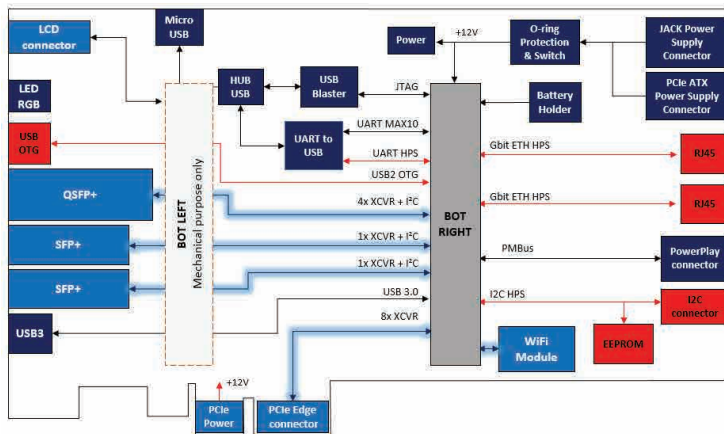 Micro
USB
LCD
connector
LED
RGB
USB
OTG
QSFP+
SFP+
SFP+
USB3
BOT LEFT
Mechanical purpose only
HUB
USB
USB
Blaster
UART to
USB
Power
+12V
O-ring
Protection
& Switch
JACK Power
Supply
Connector
PCIe ATX
Power Supply
Connector
Battery
Holder
JTAG
UART MAX10
UART HPS
USB2 OTG
4x XCVR + I²C
1x XCVR + I²C
1x XCVR + I²C
USB 3.0
8x XCVR
BOT
RIGHT
Gbit ETH HPS
RJ45
Gbit ETH HPS
RJ45
PMBus
PowerPlay
connector
I2C HPS
I2C
connector
EEPROM
WiFi
Module
+12V
PCIe
Power
PCIe Edge
connector